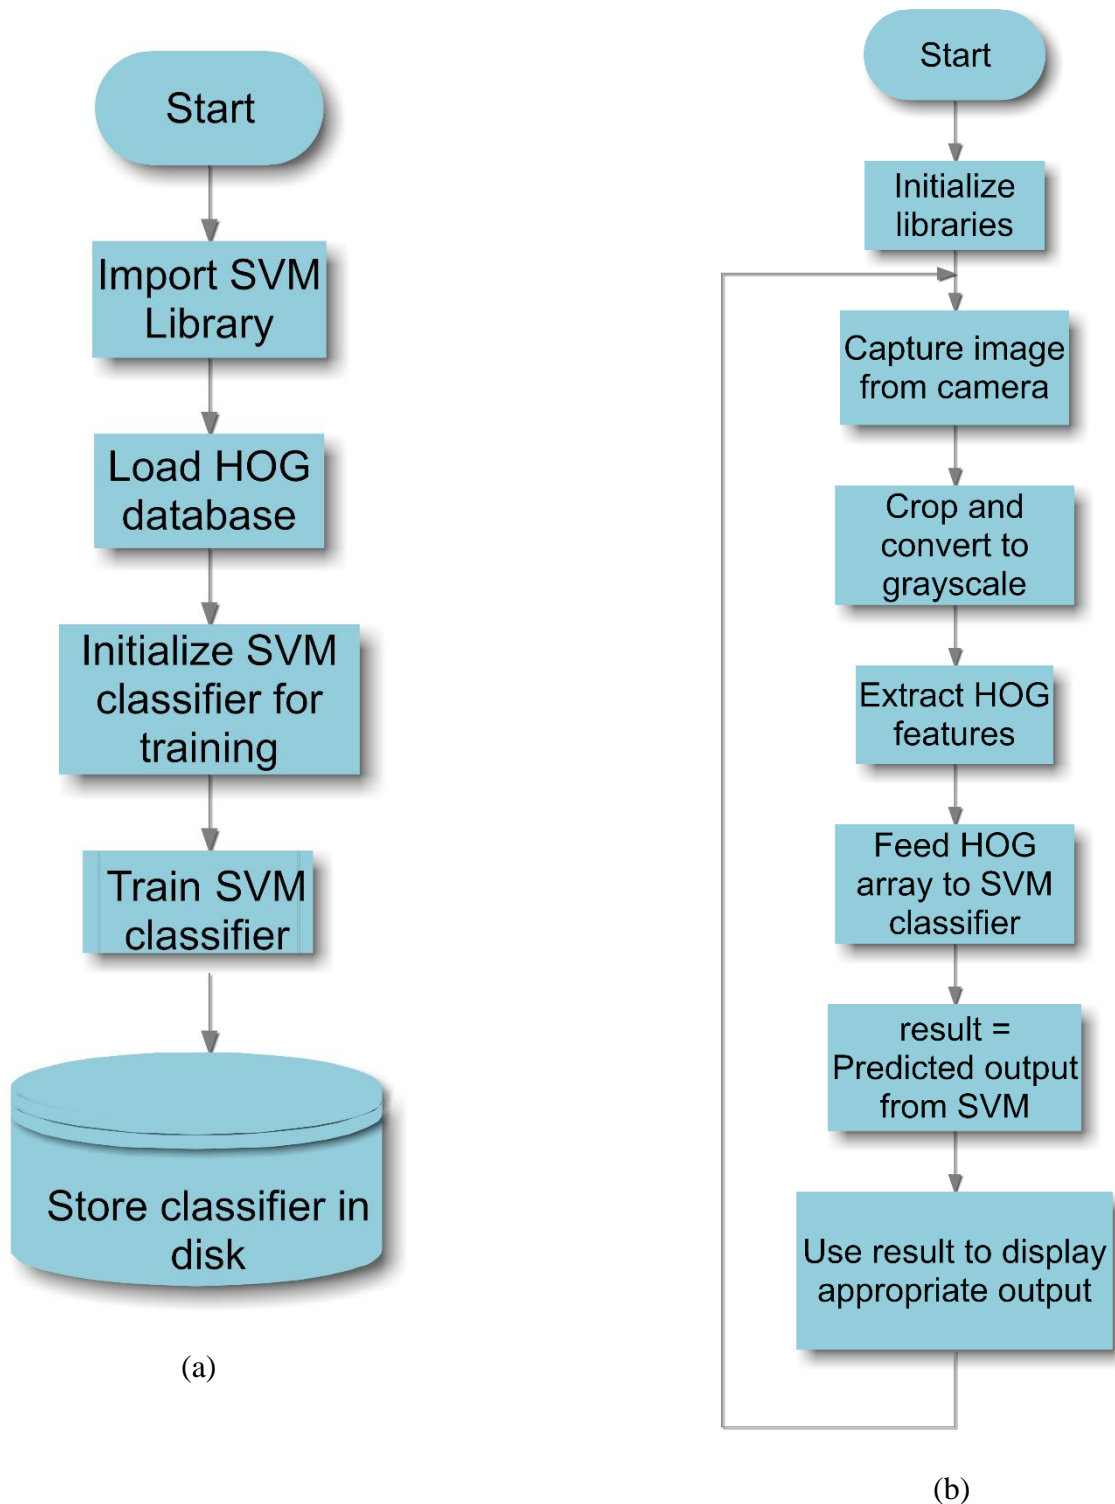 Start
Import SVM
Library
Load HOG
database
Initialize SVM
classifier for
training
Train SVM
classifier
Store classifier in
disk
(a)
Start
Initialize
libraries
Capture image
from camera
Crop and
convert to
grayscale
Extract HOG
features
Feed HOG
array to SVM
classifier
result =
Predicted output
from SVM
Use result to display
appropriate output
(b)